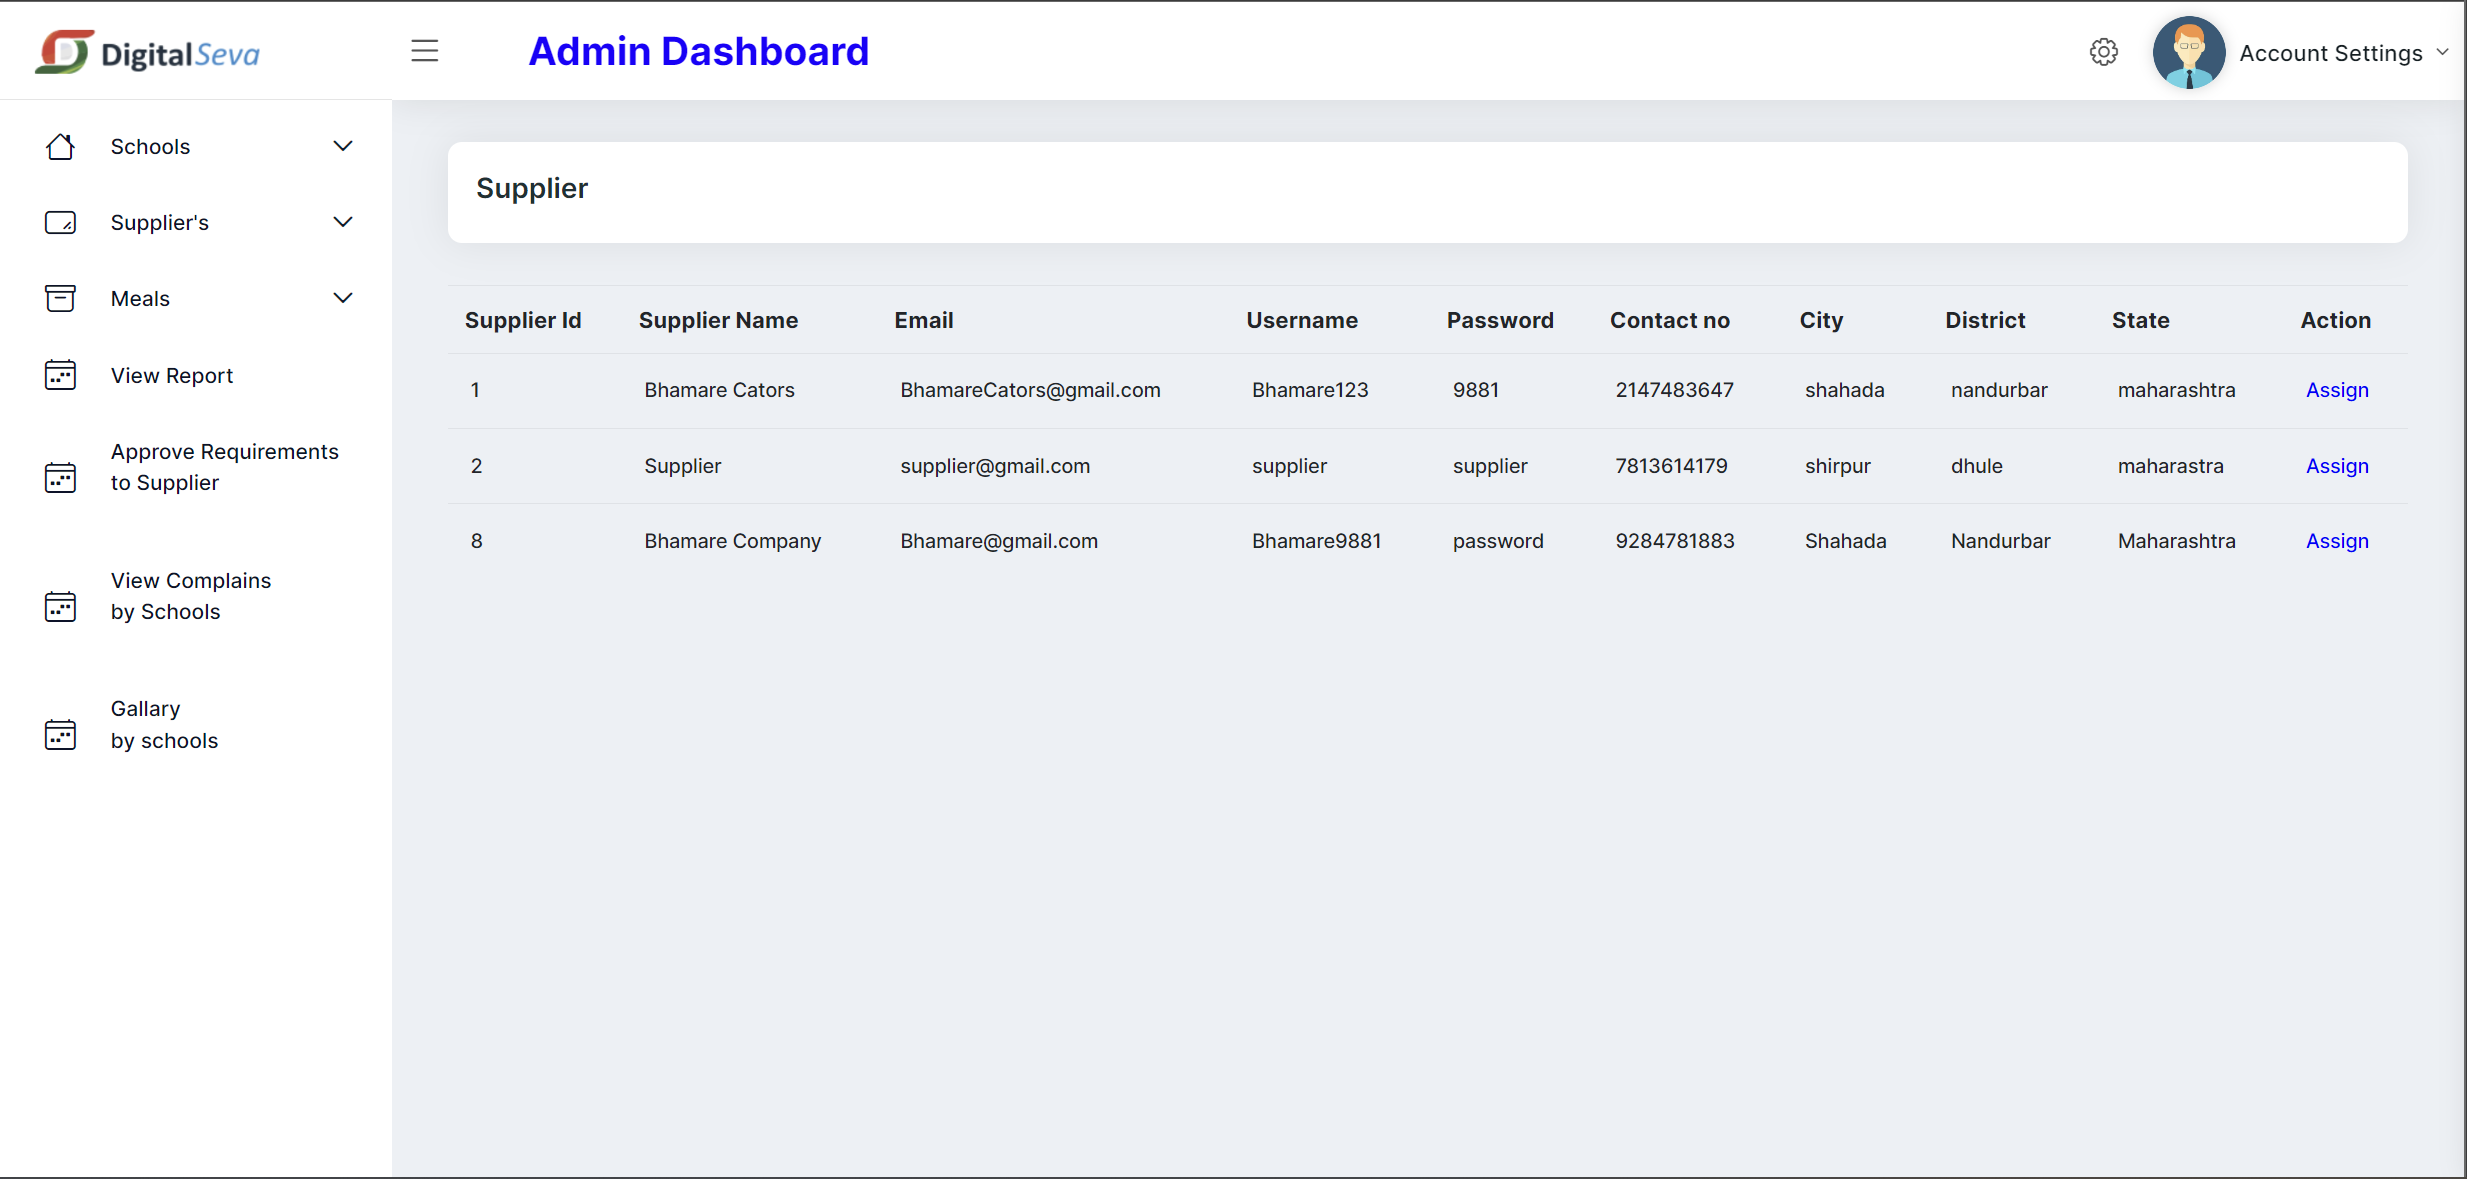 DigitalSeva
Admin Dashboard
Account Settings
Schools
Supplier's
Meals
View Report
Approve Requirements
to Supplier
View Complains
by Schools
Gallary
by schools
Supplier
Supplier Id Supplier Name Email Username Password Contact no City District State Action
1 Bhamare Cators BhamareCators@gmail.com Bhamare123 9881 2147483647 shahada nandurbar maharashtra Assign
2 Supplier supplier@gmail.com supplier supplier 7813614179 shirpur dhule maharastra Assign
8 Bhamare Company Bhamare@gmail.com Bhamare9881 password 9284781883 Shahada Nandurbar Maharashtra Assign